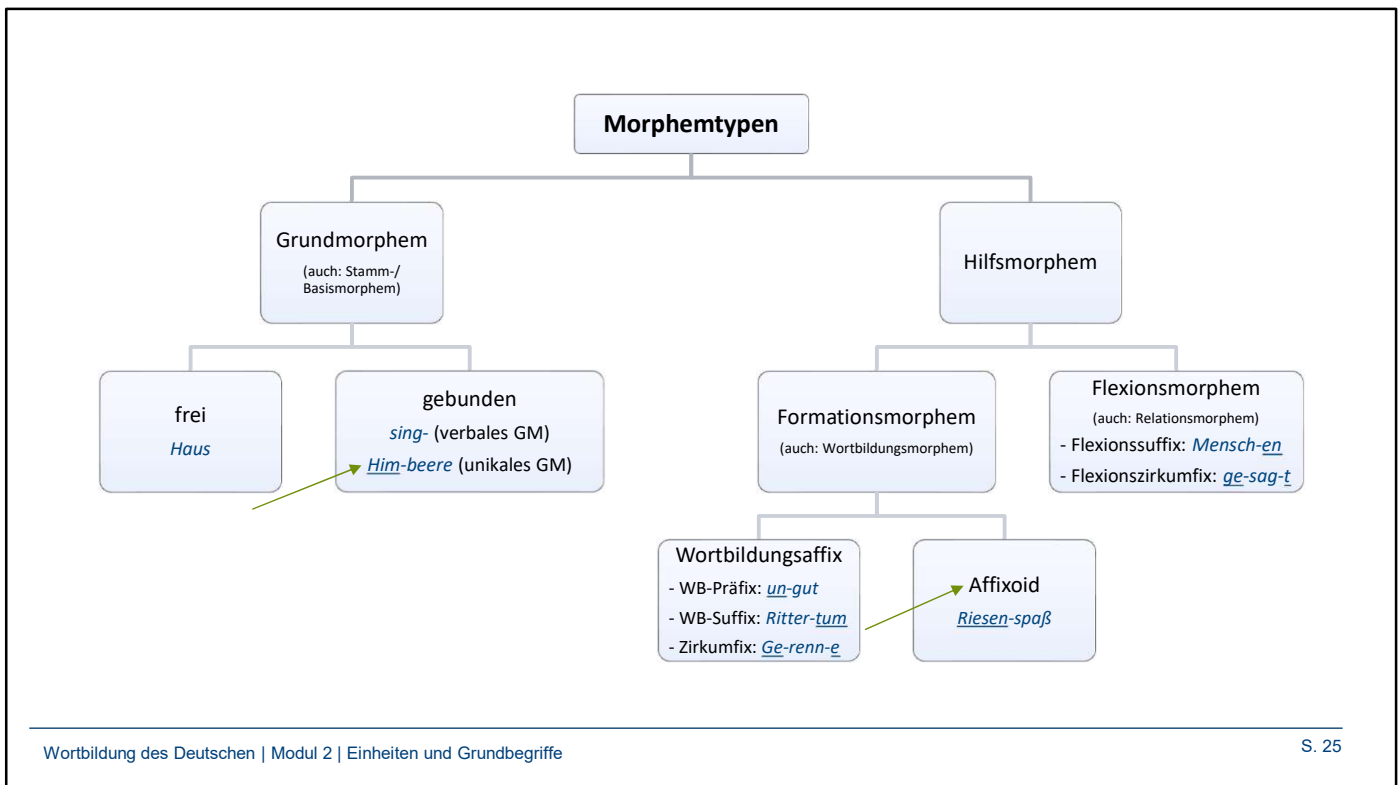 Morphemtypen
Grundmorphem
(auch: Stamm-/
Basismorphem)
Hilfsmorphem
frei
Haus
gebunden
sing- (verbales GM)
Him-beere (unikales GM)
Formationsmorphem
(auch: Wortbildungsmorphem)
Flexionsmorphem
(auch: Relationsmorphem)
- Flexionssuffix: Mensch-en
- Flexionszirkumfix: ge-sag-t
Wortbildungsaffix
- WB-Präfix: un-gut
- WB-Suffix: Ritter-tum
- Zirkumfix: Ge-renn-e
Affixoid
Riesen-spaß
Wortbildung des Deutschen | Modul 2 | Einheiten und Grundbegriffe
S. 25